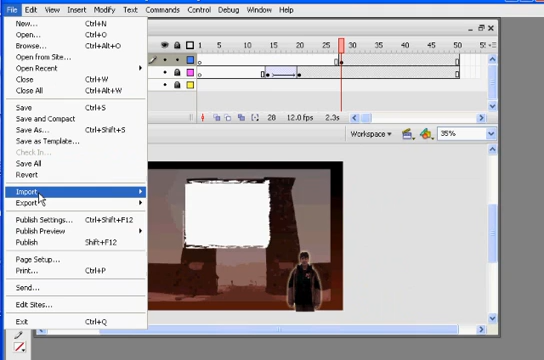 File Edit View Insert Modify Text Commands Control Debug Window Help
New... Ctrl+N
Open... Ctrl+O
Browse... Ctrl+Alt+O
Open from Site...
Open Recent
Close Ctrl+W
Close All Ctrl+Alt+W
Save Ctrl+S
Save and Compact
Save As... Ctrl+Shift+S
Save as Template...
Check In...
Save All
Revert
Import
Export
Publish Settings... Ctrl+Shift+F12
Publish Preview
Publish Shift+F12
Page Setup...
Print... Ctrl+P
Send...
Edit Sites...
Exit Ctrl+Q
1 5 10 15 20 25 30 35 40 45 50 55
28 12.0 fps 2.3s
Workspace 35%